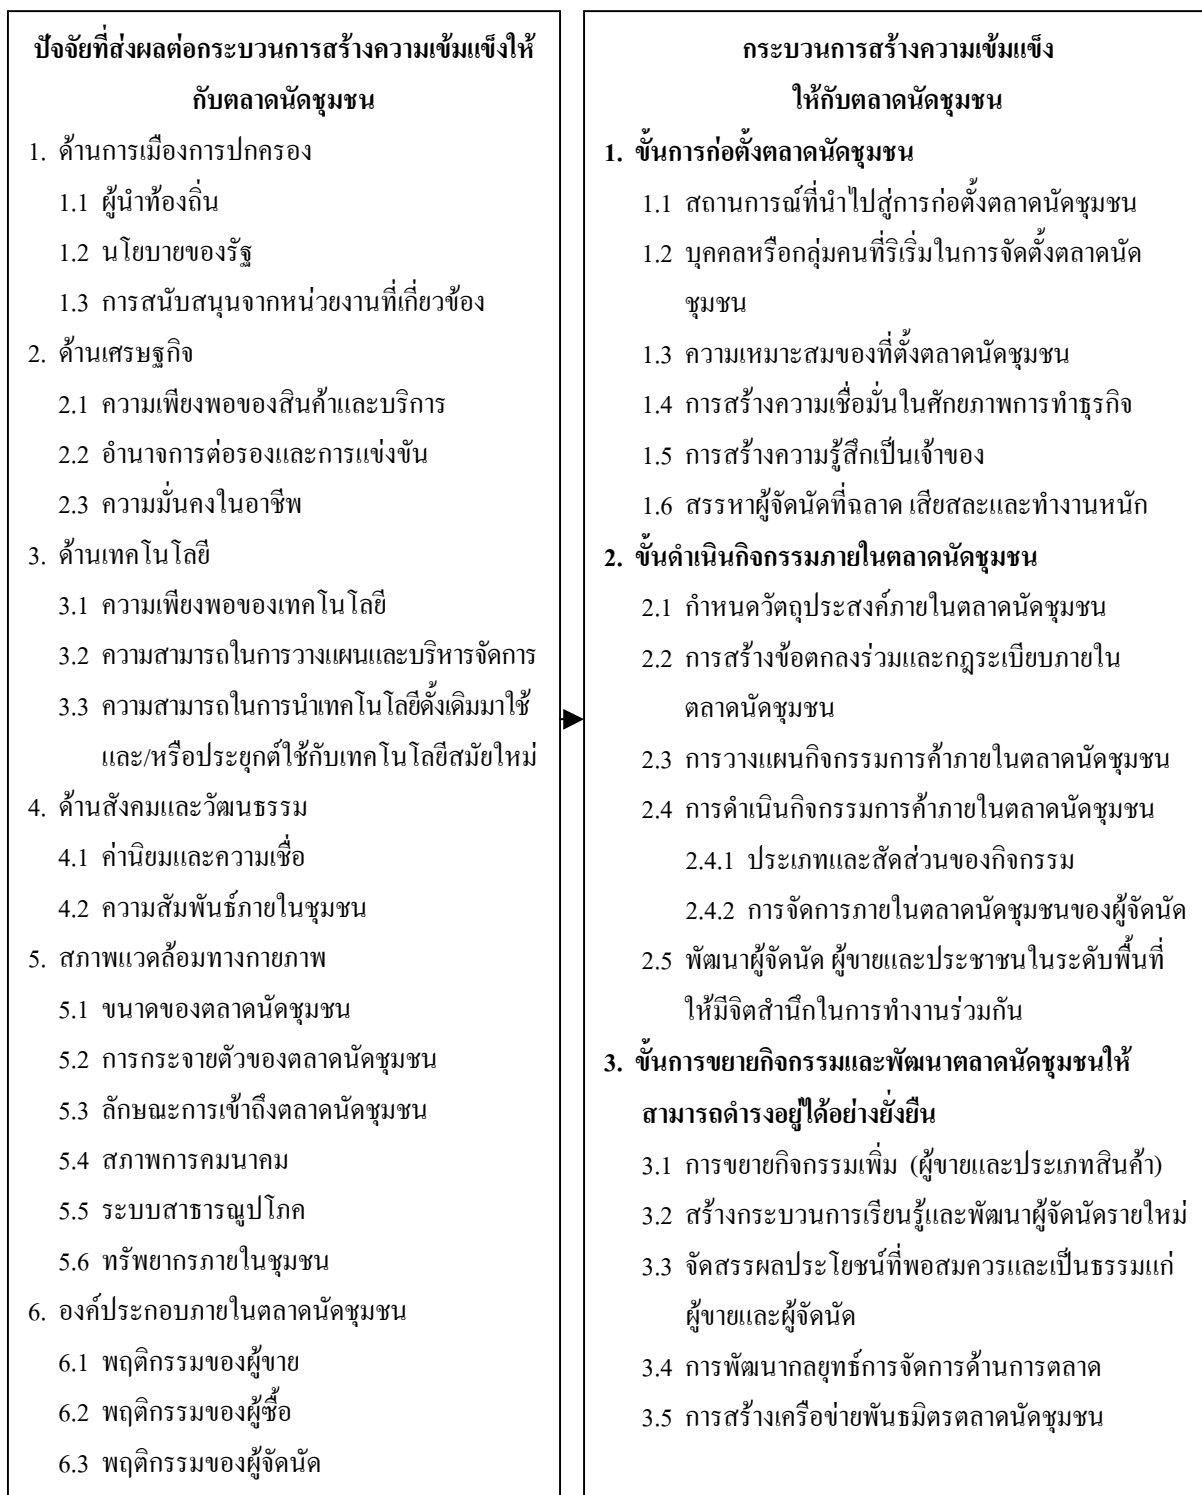 ปัจจัยที่ส่งผลต่อกระบวนการสร้างความเข้มแข็งให้
กับตลาดนัดชุมชน
1. ด้านการเมืองการปกครอง
1.1 ผู้นำท้องถิ่น
1.2 นโยบายของรัฐ
1.3 การสนับสนุนจากหน่วยงานที่เกี่ยวข้อง
2. ด้านเศรษฐกิจ
2.1 ความเพียงพอของสินค้าและบริการ
2.2 อำนาจการต่อรองและการแข่งขัน
2.3 ความมั่นคงในอาชีพ
3. ด้านเทคโนโลยี
3.1 ความเพียงพอของเทคโนโลยี
3.2 ความสามารถในการวางแผนและบริหารจัดการ
3.3 ความสามารถในการนำเทคโนโลยีดั้งเดิมมาใช้
และ/หรือประยุกต์ใช้กับเทคโนโลยีสมัยใหม่
4. ด้านสังคมและวัฒนธรรม
4.1 ค่านิยมและความเชื่อ
4.2 ความสัมพันธ์ภายในชุมชน
5. สภาพแวดล้อมทางกายภาพ
5.1 ขนาดของตลาดนัดชุมชน
5.2 การกระจายตัวของตลาดนัดชุมชน
5.3 ลักษณะการเข้าถึงตลาดนัดชุมชน
5.4 สภาพการคมนาคม
5.5 ระบบสาธารณูปโภค
5.6 ทรัพยากรภายในชุมชน
6. องค์ประกอบภายในตลาดนัดชุมชน
6.1 พฤติกรรมของผู้ขาย
6.2 พฤติกรรมของผู้ซื้อ
6.3 พฤติกรรมของผู้จัดนัด
กระบวนการสร้างความเข้มแข็ง
ให้กับตลาดนัดชุมชน
1. ขั้นการก่อตั้งตลาดนัดชุมชน
1.1 สถานการณ์ที่นำไปสู่การก่อตั้งตลาดนัดชุมชน
1.2 บุคคลหรือกลุ่มคนที่ริเริ่มในการจัดตั้งตลาดนัด
ชุมชน
1.3 ความเหมาะสมของที่ตั้งตลาดนัดชุมชน
1.4 การสร้างความเชื่อมั่นในศักยภาพการทำธุรกิจ
1.5 การสร้างความรู้สึกเป็นเจ้าของ
1.6 สรรหาผู้จัดนัดที่ฉลาด เสียสละและทำงานหนัก
2. ขั้นดำเนินกิจกรรมภายในตลาดนัดชุมชน
2.1 กำหนดวัตถุประสงค์ภายในตลาดนัดชุมชน
2.2 การสร้างข้อตกลงร่วมและกฎระเบียบภายใน
ตลาดนัดชุมชน
2.3 การวางแผนกิจกรรมการค้าภายในตลาดนัดชุมชน
2.4 การดำเนินกิจกรรมการค้าภายในตลาดนัดชุมชน
2.4.1 ประเภทและสัดส่วนของกิจกรรม
2.4.2 การจัดการภายในตลาดนัดชุมชนของผู้จัดนัด
2.5 พัฒนาผู้จัดนัด ผู้ขายและประชาชนในระดับพื้นที่
ให้มีจิตสำนึกในการทำงานร่วมกัน
3. ขั้นการขยายกิจกรรมและพัฒนาตลาดนัดชุมชนให้
สามารถดำรงอยู่ได้อย่างยั่งยืน
3.1 การขยายกิจกรรมเพิ่ม (ผู้ขายและประเภทสินค้า)
3.2 สร้างกระบวนการเรียนรู้และพัฒนาผู้จัดนัดรายใหม่
3.3 จัดสรรผลประโยชน์ที่พอสมควรและเป็นธรรมแก่
ผู้ขายและผู้จัดนัด
3.4 การพัฒนากลยุทธ์การจัดการด้านการตลาด
3.5 การสร้างเครือข่ายพันธมิตรตลาดนัดชุมชน